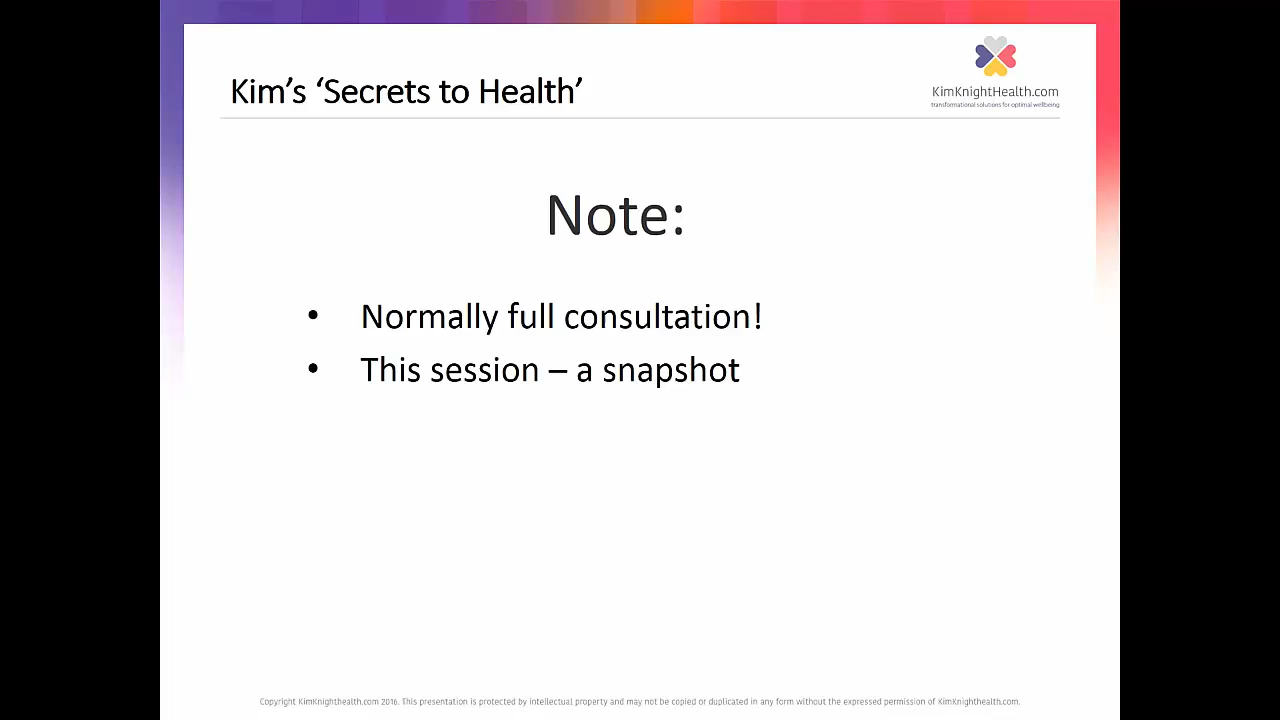 Kim’s ‘Secrets to Health’
KimKnightHealth.com
transformational solutions for optimal wellbeing
Note:
• Normally full consultation!
• This session – a snapshot
Copyright KimKnighthealth.com 2016. This presentation is protected by intellectual property and may not be copied or duplicated in any form without the expressed permission of KimKnighthealth.com.